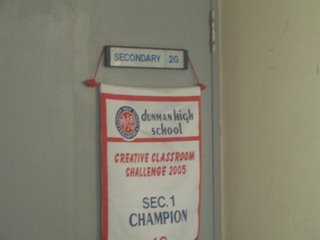 SECONDARY 2G
dunman high
school
CREATIVE CLASSROOM
CHALLENGE 2005
SEC.1
CHAMPION